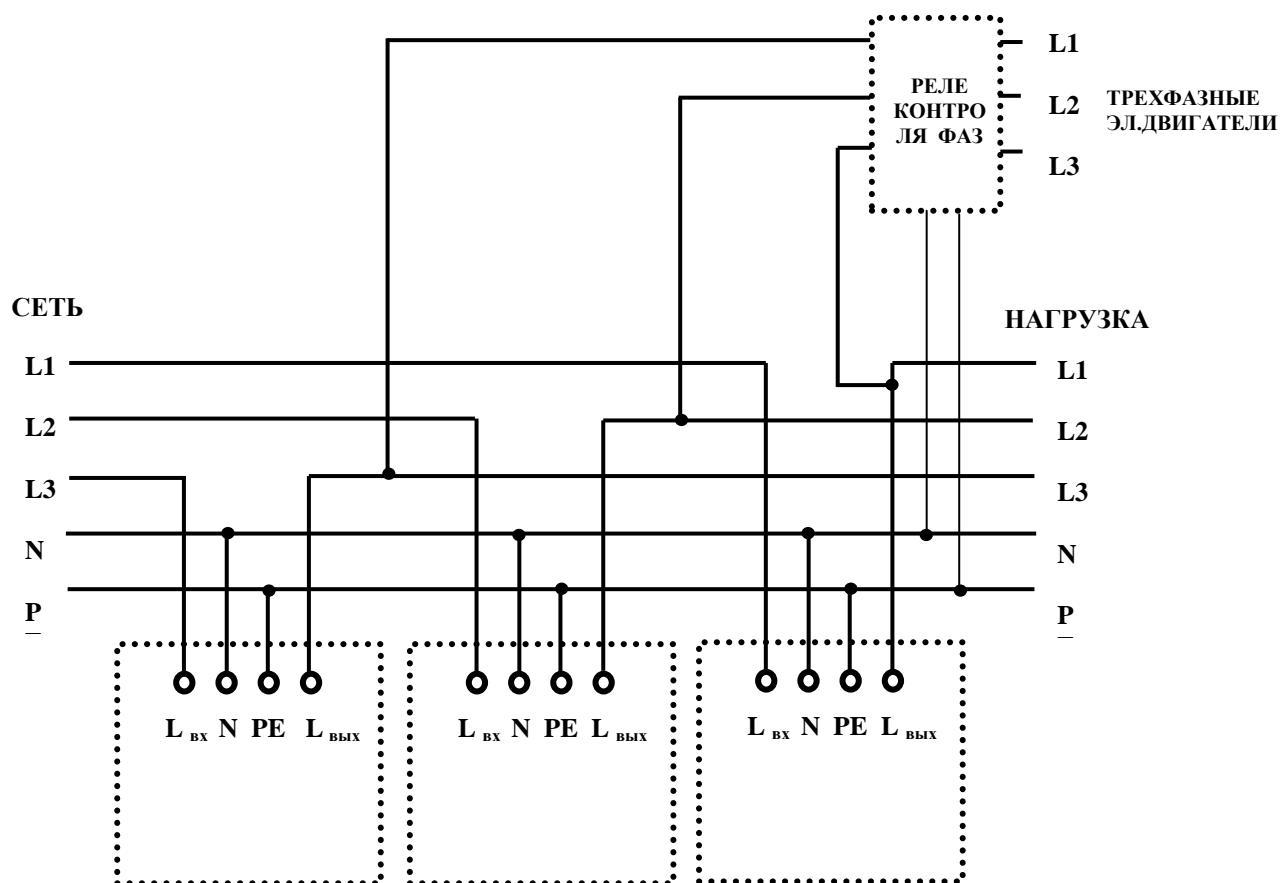 L1
РЕЛЕ
КОНТРО
ЛЯ ФАЗ
L2
ТРЕХФАЗНЫЕ
ЭЛ.ДВИГАТЕЛИ
L3
СЕТЬ
НАГРУЗКА
L1
L1
L2
L2
L3
L3
N
N
P
P
L вх N PE L вых
L вх N PE L вых
L вх N PE L вых